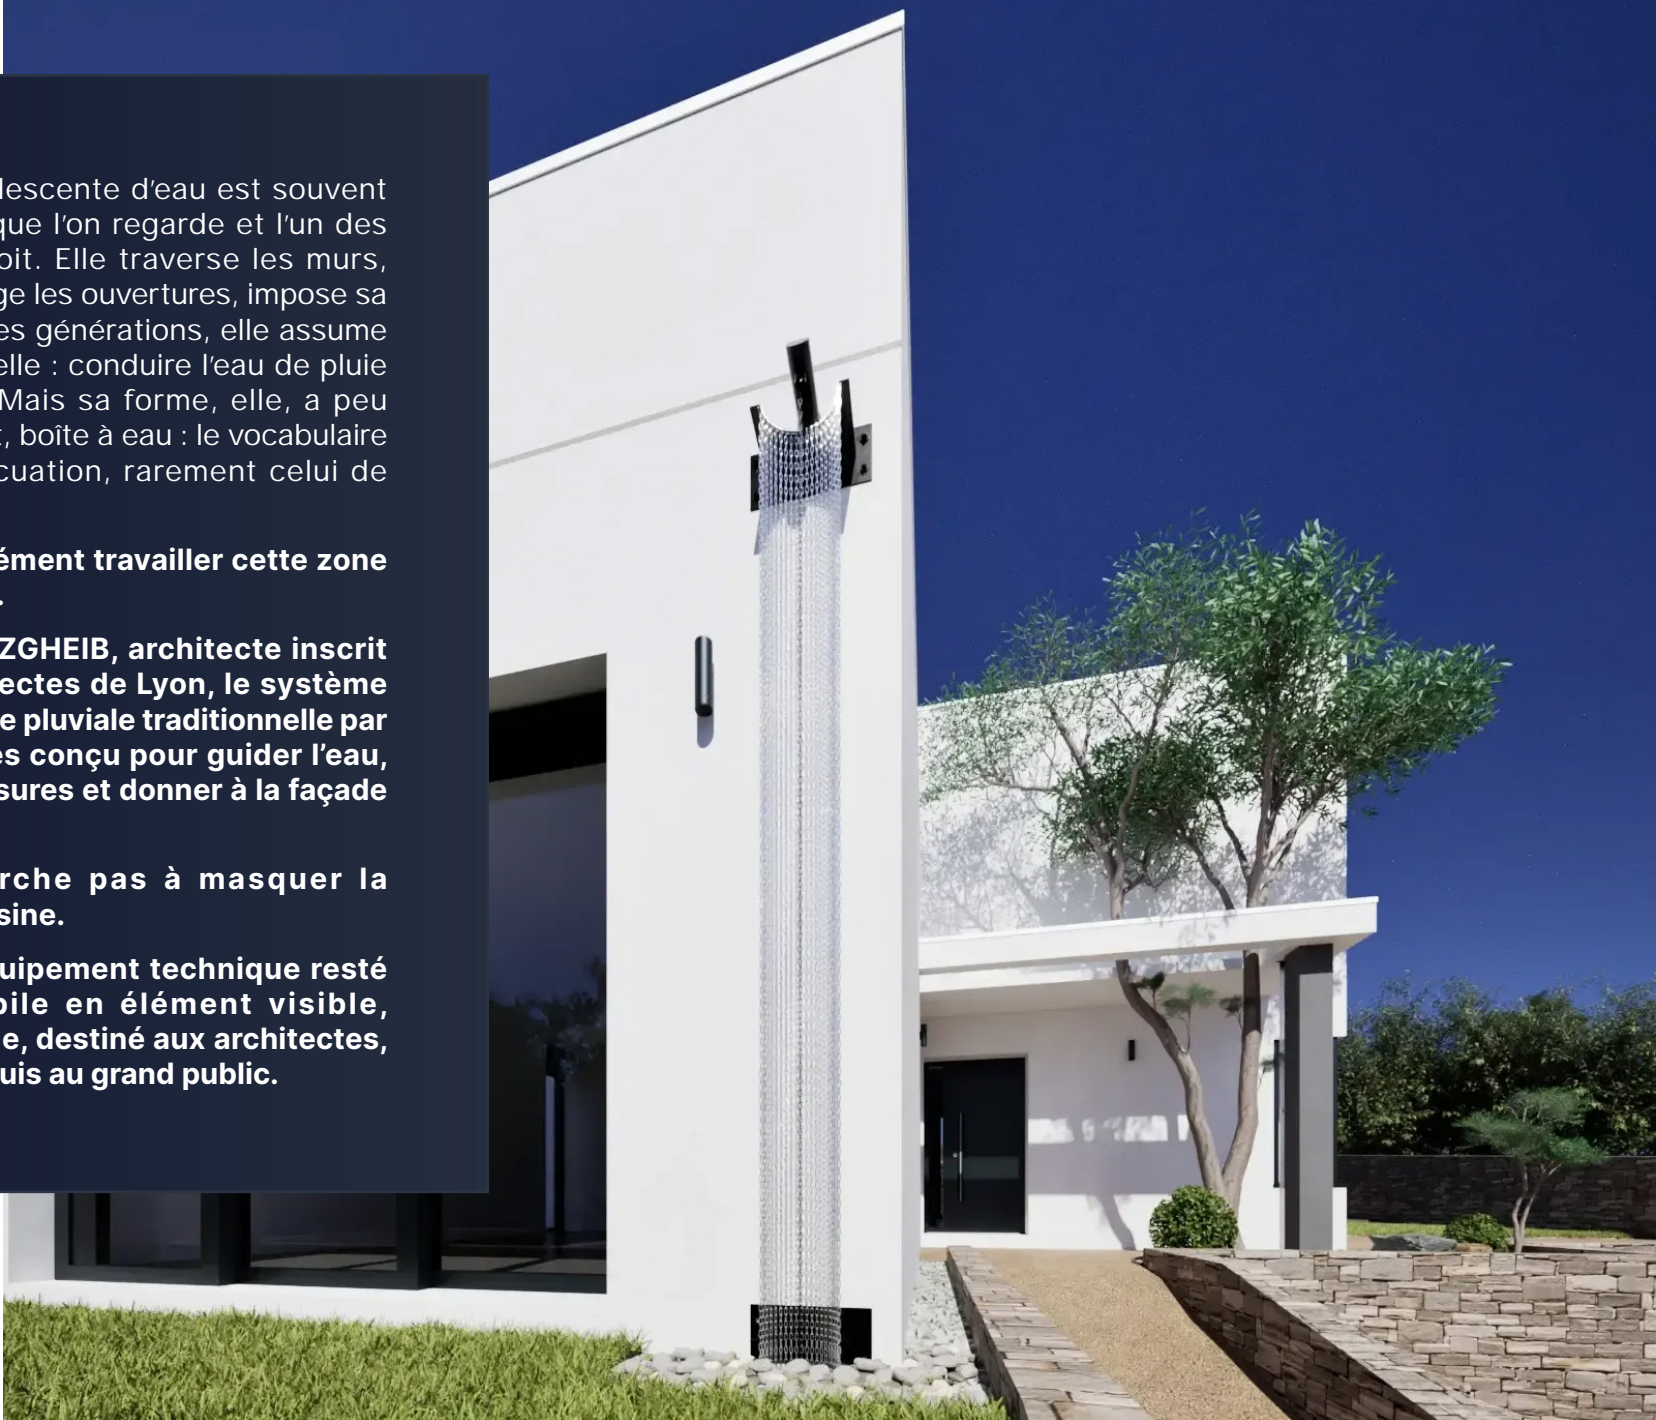 descente d'eau est souvent
que l'on regarde et l'un des
oit. Elle traverse les murs,
ge les ouvertures, impose sa
es générations, elle assume
elle : conduire l'eau de pluie
Mais sa forme, elle, a peu
t, boîte à eau : le vocabulaire
cuation, rarement celui de
ément travailler cette zone
.
ZGHEIB, architecte inscrit
ectes de Lyon, le système
e pluviale traditionnelle par
es conçu pour guider l'eau,
sures et donner à la façade
rche pas à masquer la
sine.
uipement technique resté
bile en élément visible,
e, destiné aux architectes,
uis au grand public.